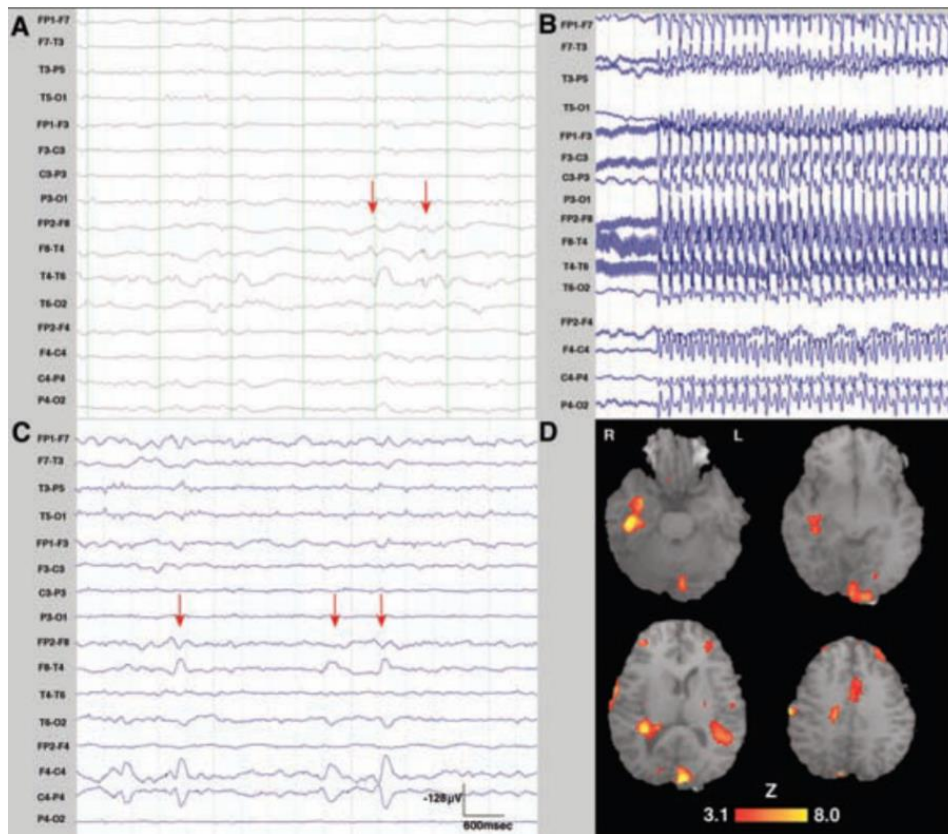 A
FP1-F7
F7-T3
T3-P5
T5-O1
FP1-F3
F3-C3
C3-P3
P3-O1
FP2-F8
F8-T4
T4-T6
T6-O2
FP2-F4
F4-C4
C4-P4
P4-O2
B
FP1-F7
F7-T3
T3-P5
T5-O1
FP1-F3
F3-C3
C3-P3
P3-O1
FP2-F8
F8-T4
T4-T6
T6-O2
FP2-F4
F4-C4
C4-P4
P4-O2
C
FP1-F7
F7-T3
T3-P5
T5-O1
FP1-F3
F3-C3
C3-P3
P3-O1
FP2-F8
F8-T4
T4-T6
T6-O2
FP2-F4
F4-C4
C4-P4
P4-O2
-128µV
600msec
D
R L
Z
3.1 8.0